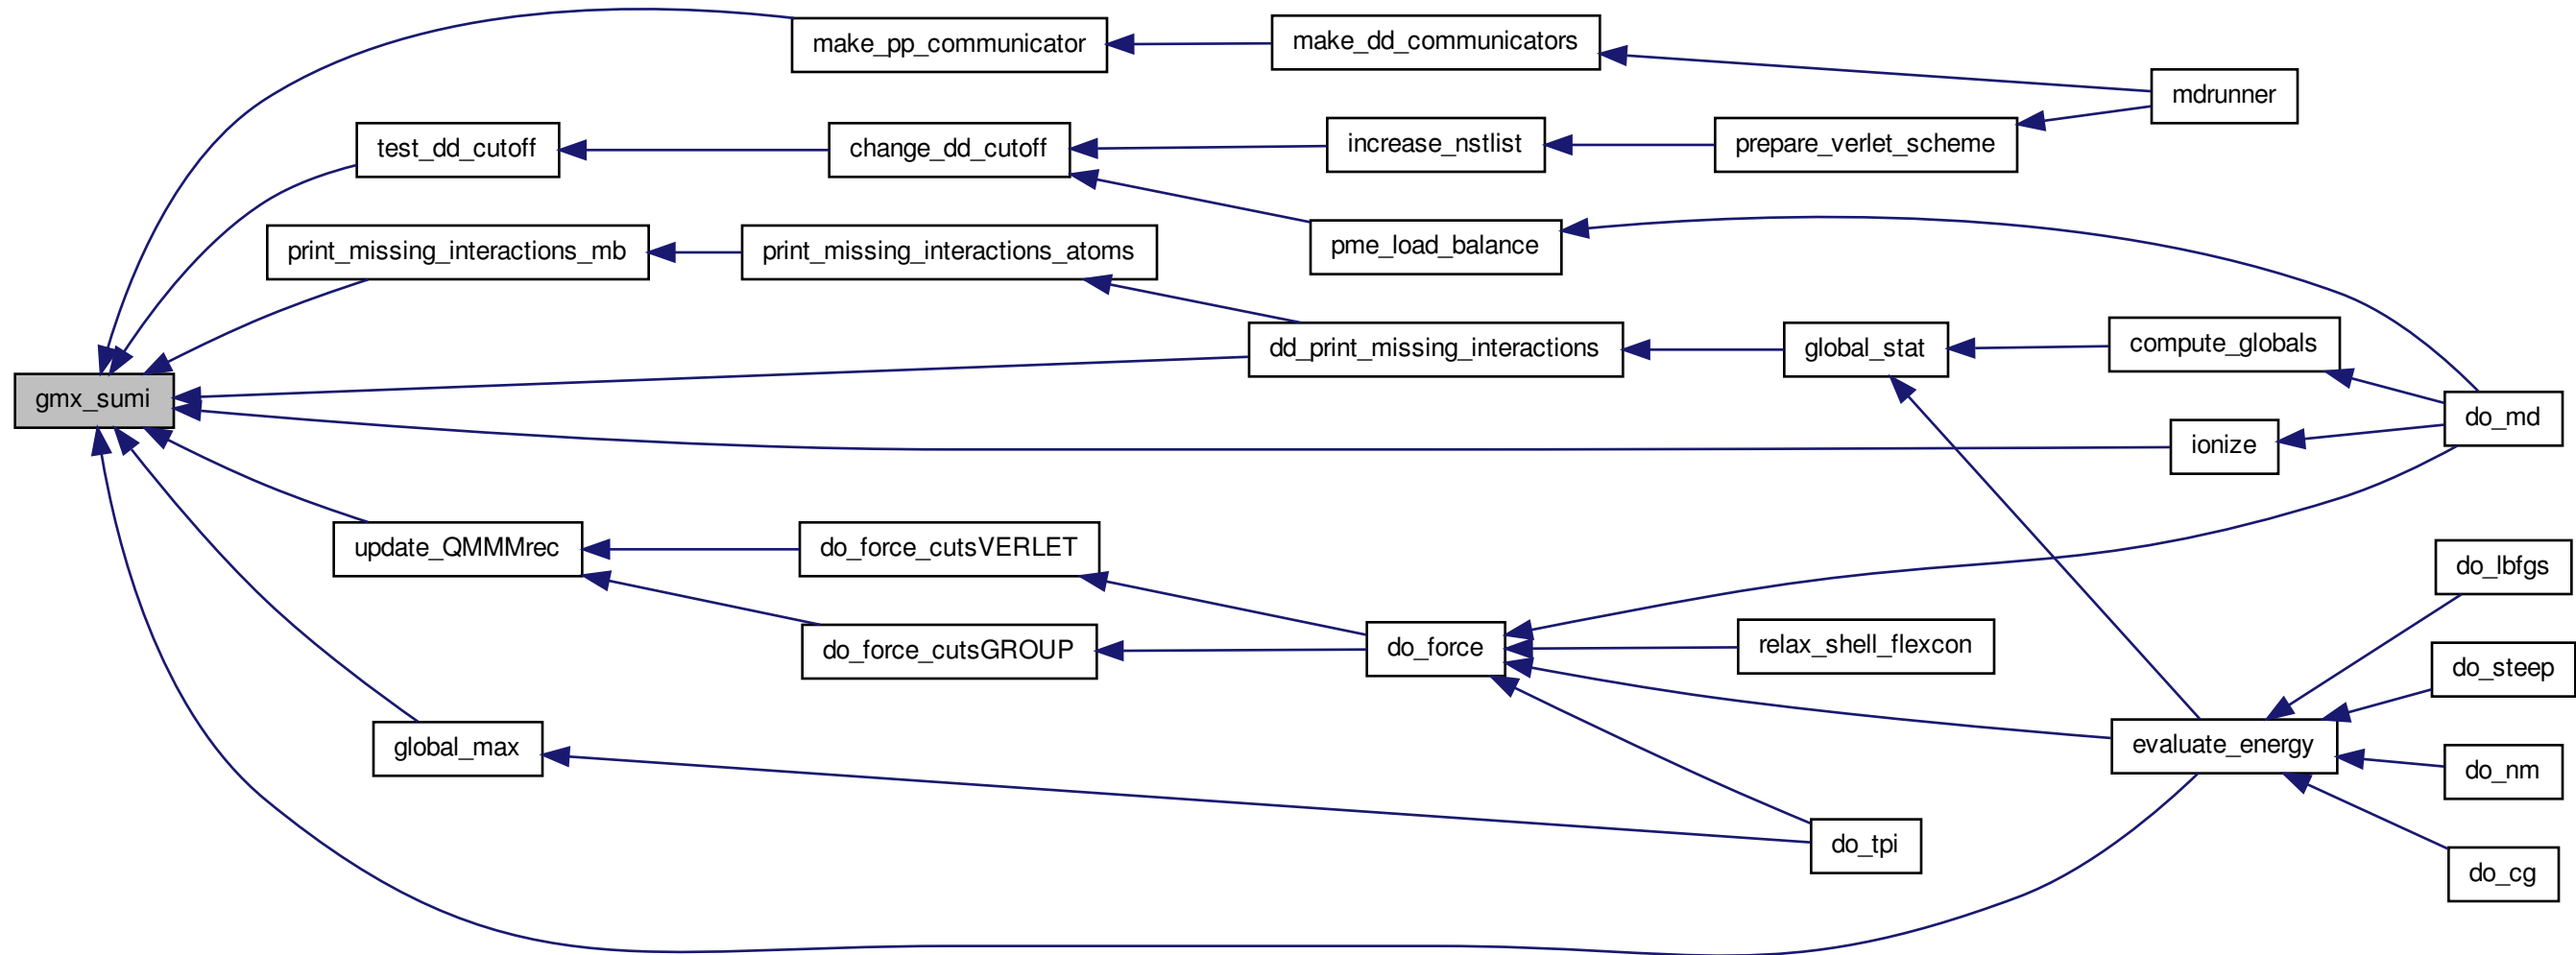 make_pp_communicator
make_dd_communicators
mdrunner
test_dd_cutoff
change_dd_cutoff
increase_nstlist
prepare_verlet_scheme
print_missing_interactions_mb
print_missing_interactions_atoms
pme_load_balance
dd_print_missing_interactions
global_stat
compute_globals
gmx_sumi
do_md
ionize
update_QMMMrec
do_force_cutsVERLET
do_lbfgs
do_force_cutsGROUP
do_force
relax_shell_flexcon
do_steep
global_max
evaluate_energy
do_nm
do_tpi
do_cg